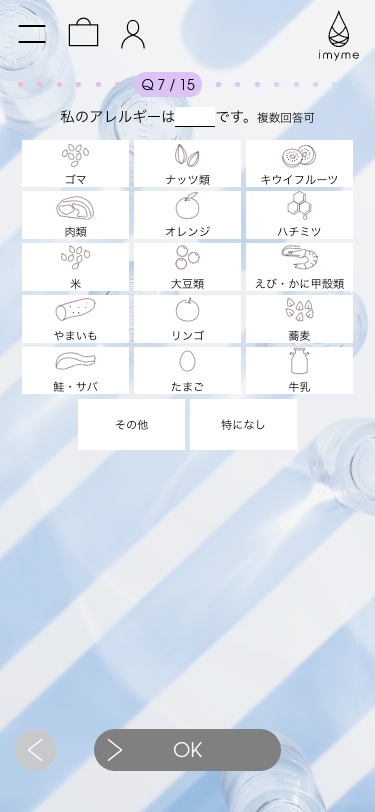 imyme
Q 7 / 15
私のアレルギーは です。複数回答可
ゴマ ナッツ類 キウイフルーツ
肉類 オレンジ ハチミツ
米 大豆類 えび・かに甲殻類
やまいも リンゴ 蕎麦
鮭・サバ たまご 牛乳
その他 特になし
OK